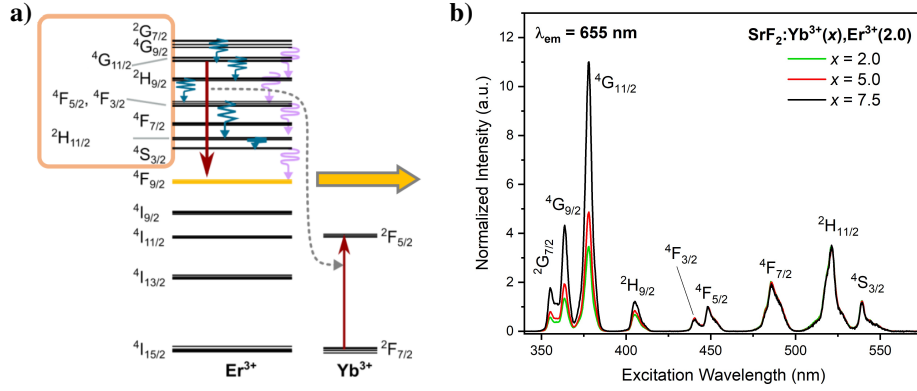 a)
²G₇/₂
⁴G₉/₂
⁴G₁₁/₂
²H₉/₂
⁴F₅/₂, ⁴F₃/₂
⁴F₇/₂
²H₁₁/₂
⁴S₃/₂
⁴F₉/₂
⁴I₉/₂
⁴I₁₁/₂
⁴I₁₃/₂
⁴I₁₅/₂
²F₅/₂
²F₇/₂
Er³⁺
Yb³⁺
b)
λem = 655 nm
SrF₂:Yb³⁺(x),Er³⁺(2.0)
x = 2.0
x = 5.0
x = 7.5
Normalized Intensity (a.u.)
12
10
8
6
4
2
0
²G₇/₂
⁴G₉/₂
⁴G₁₁/₂
²H₉/₂
⁴F₃/₂
⁴F₅/₂
⁴F₇/₂
²H₁₁/₂
⁴S₃/₂
350
400
450
500
550
Excitation Wavelength (nm)